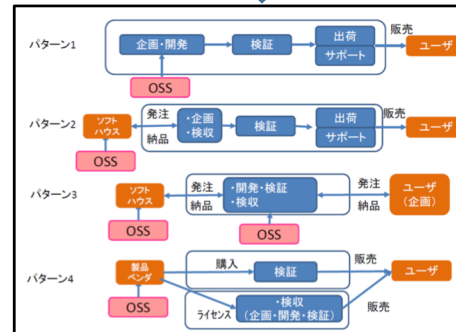 パターン1
企画・開発
検証
出荷
サポート
販売
ユーザ
OSS
パターン2
ソフト
ハウス
発注
納品
・企画
・検収
検証
出荷
サポート
販売
ユーザ
OSS
パターン3
ソフト
ハウス
発注
納品
・開発・検証
・検収
発注
納品
ユーザ
(企画)
OSS
OSS
パターン4
製品
ベンダ
購入
検証
販売
ユーザ
OSS
ライセンス
・検収
(企画・開発・検証)
販売